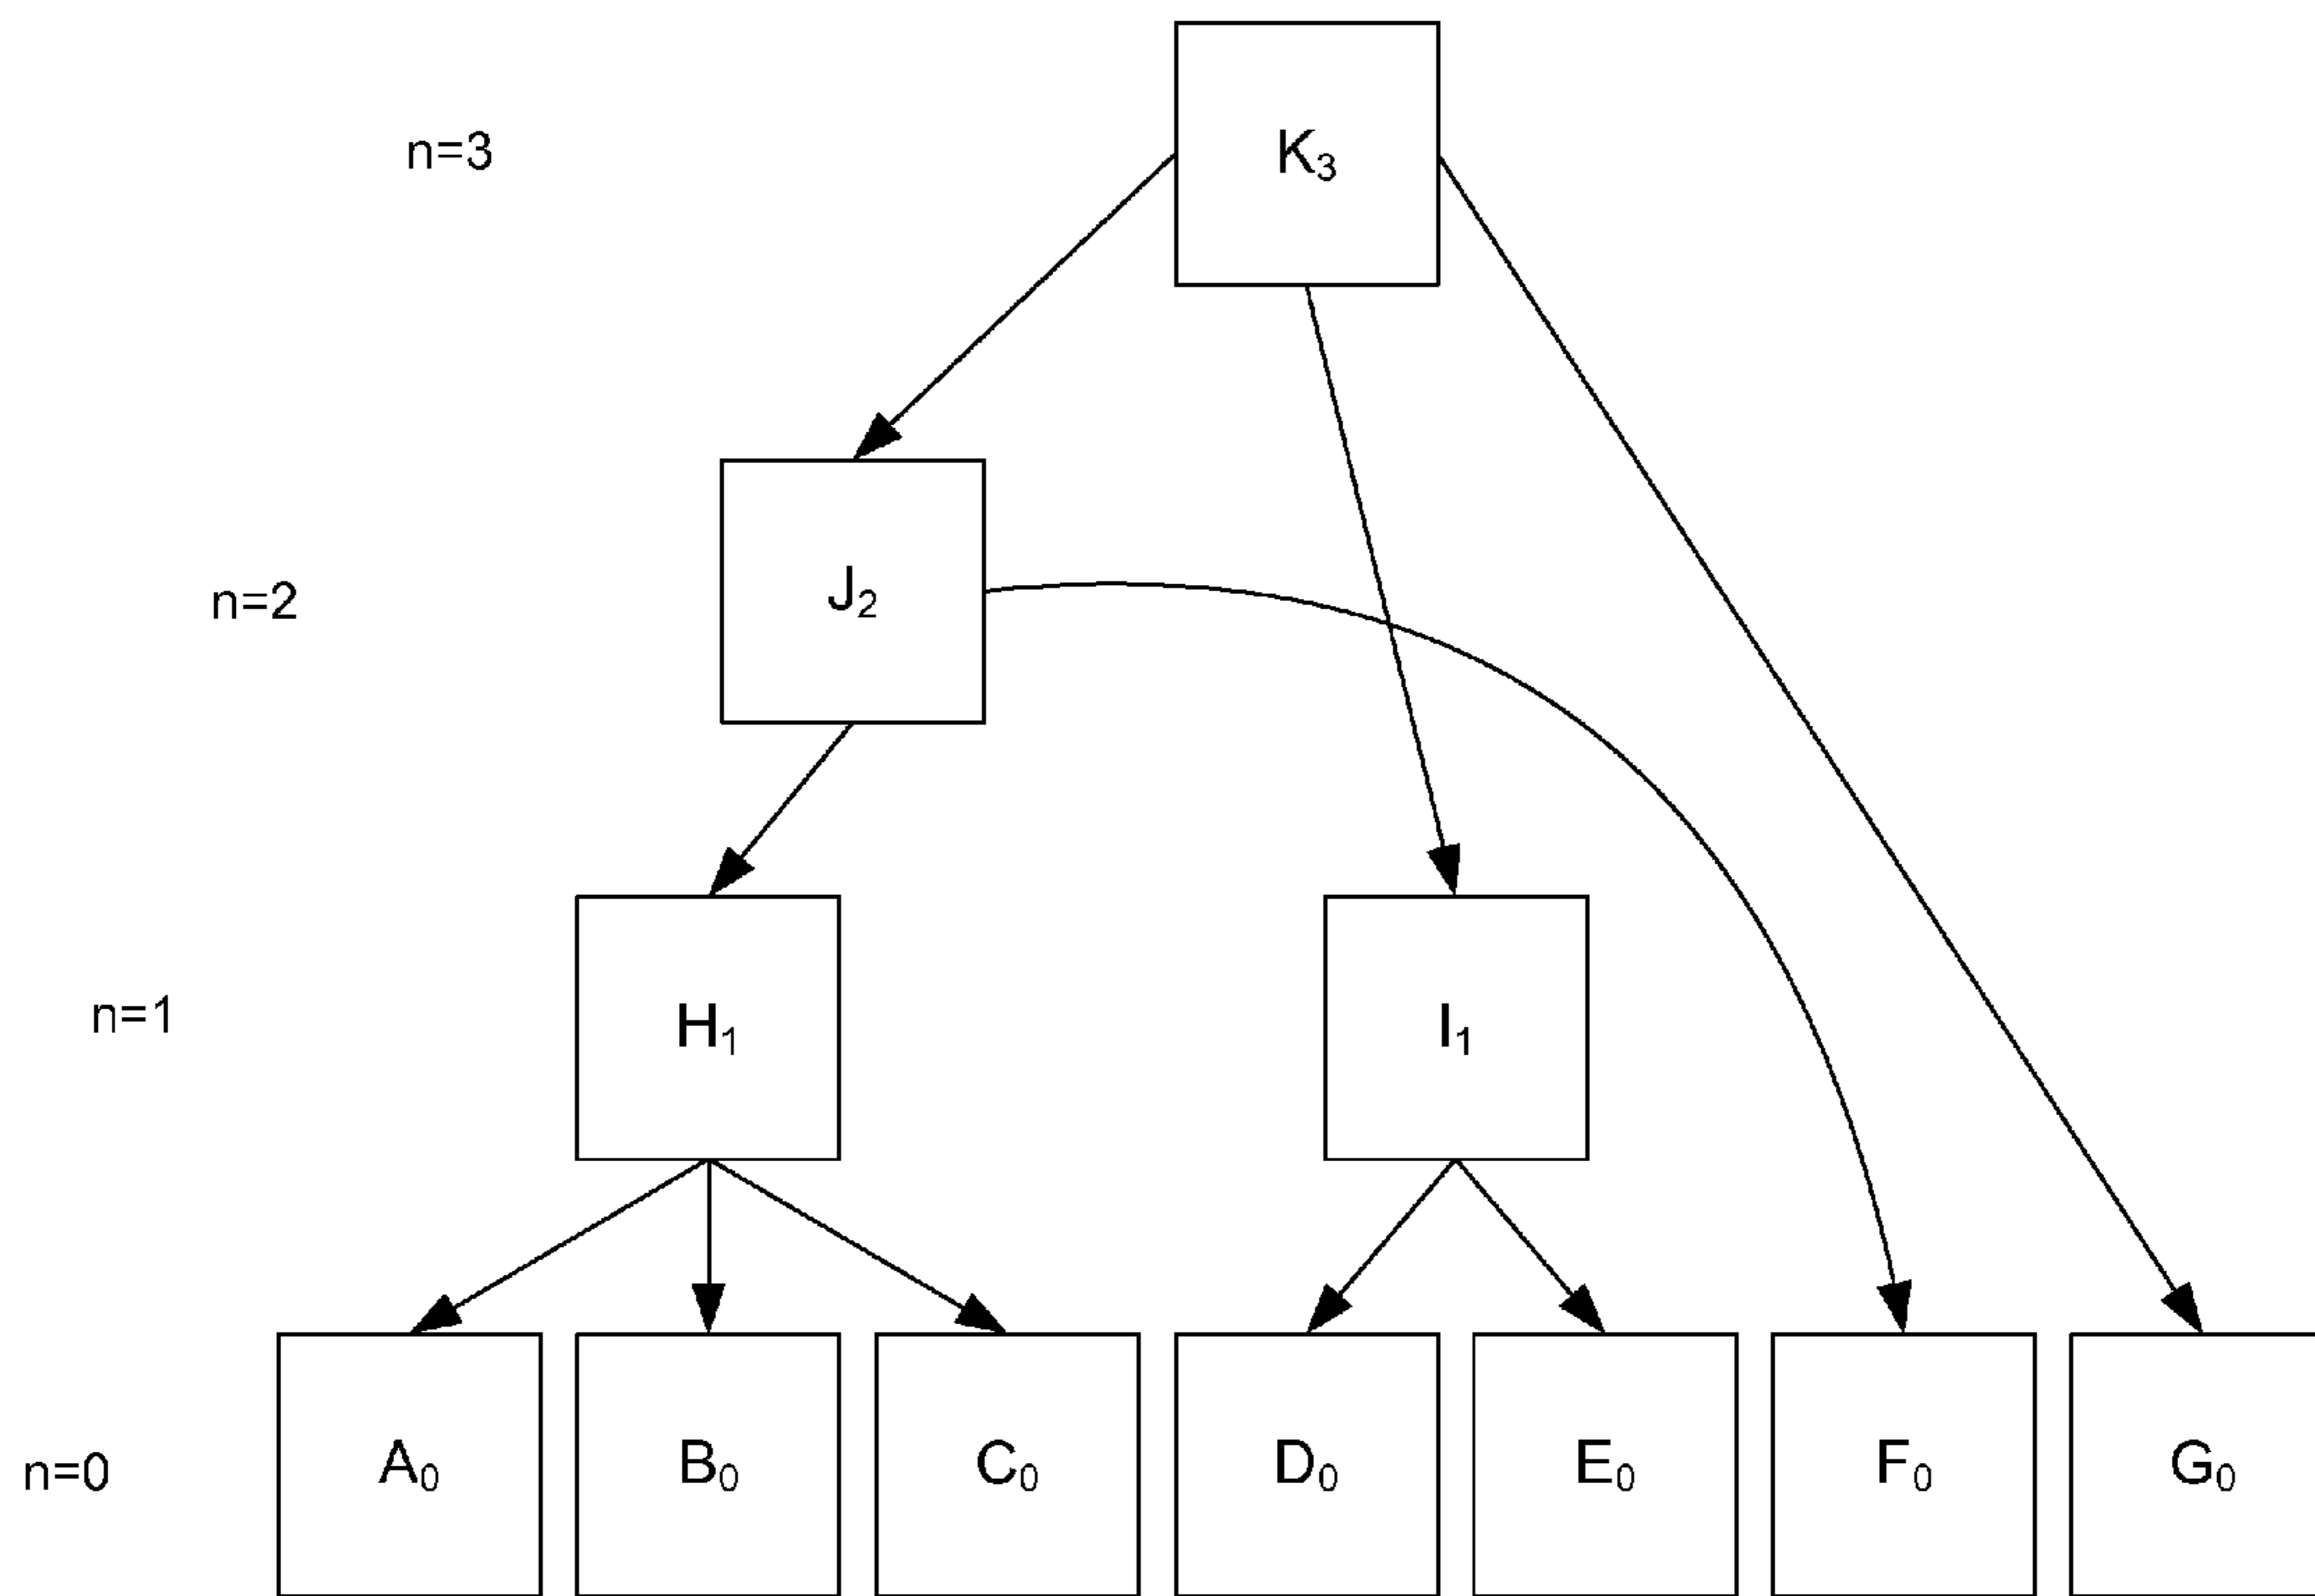 n=3 K₃
n=2 J₂
n=1 H₁ I₁
n=0 A₀ B₀ C₀ D₀ E₀ F₀ G₀